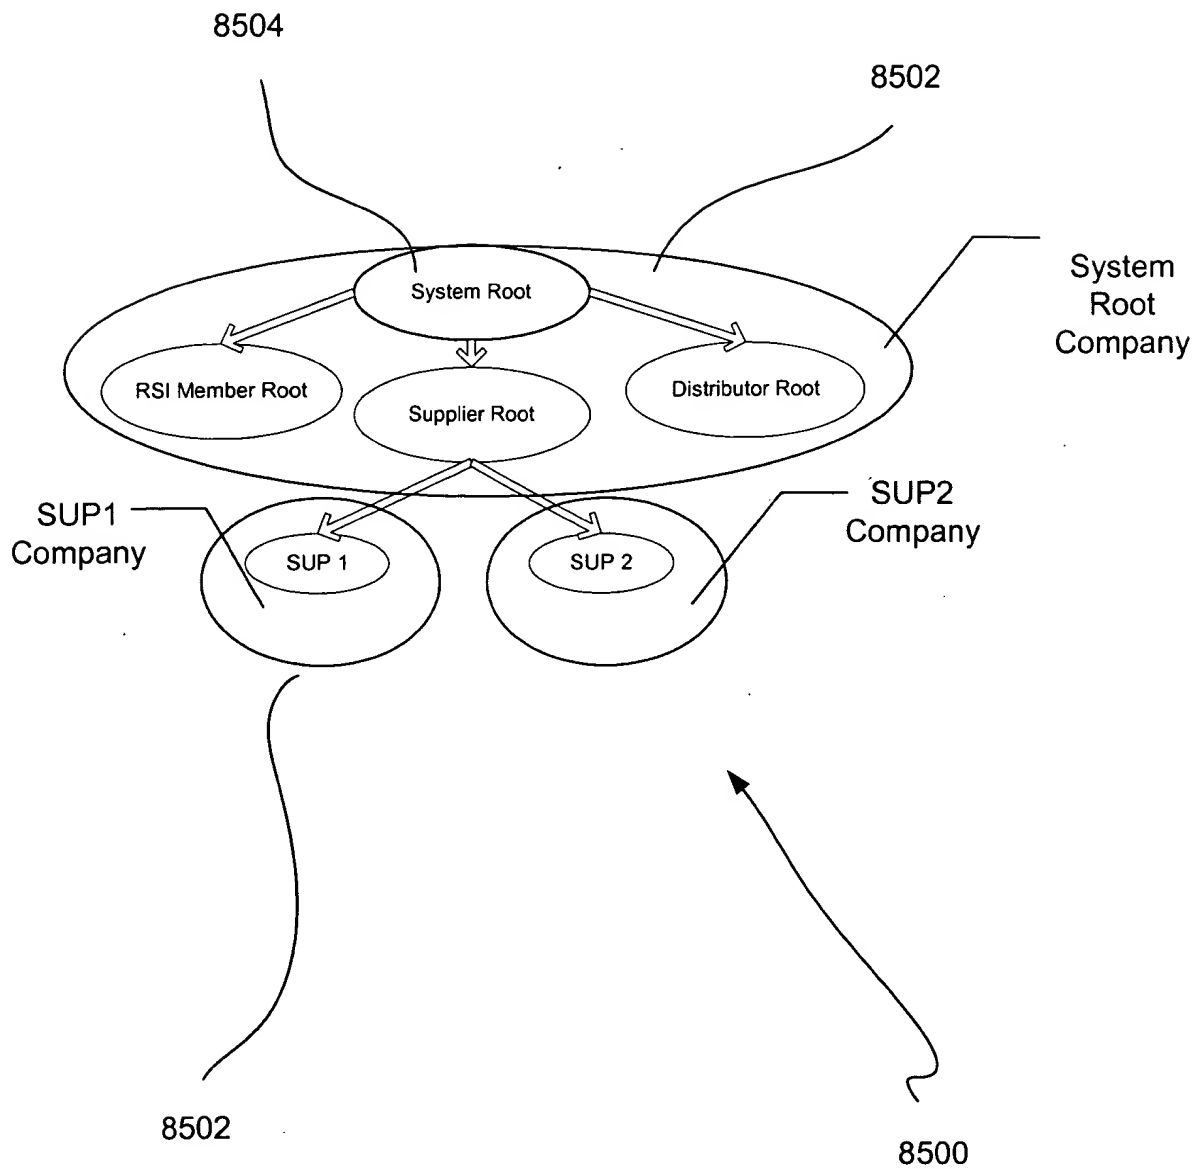 8504
8502
System Root
System
Root
Company
RSI Member Root
Supplier Root
Distributor Root
SUP1
Company
SUP2
Company
SUP 1
SUP 2
8502
8500